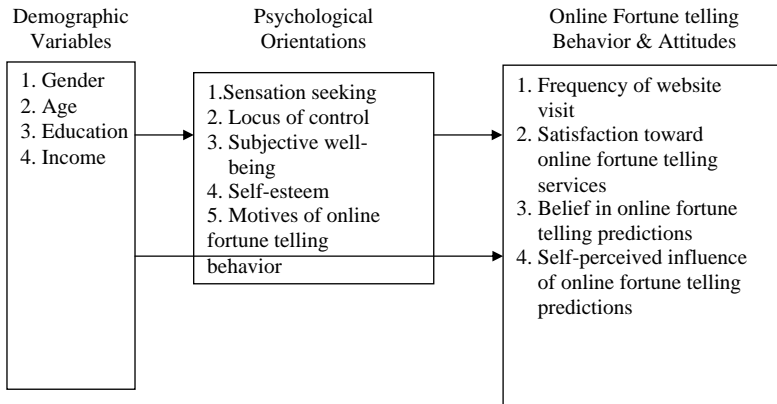 Demographic
Variables
1. Gender
2. Age
3. Education
4. Income
Psychological
Orientations
1.Sensation seeking
2. Locus of control
3. Subjective well-
being
4. Self-esteem
5. Motives of online
fortune telling
behavior
Online Fortune telling
Behavior & Attitudes
1. Frequency of website
visit
2. Satisfaction toward
online fortune telling
services
3. Belief in online fortune
telling predictions
4. Self-perceived influence
of online fortune telling
predictions